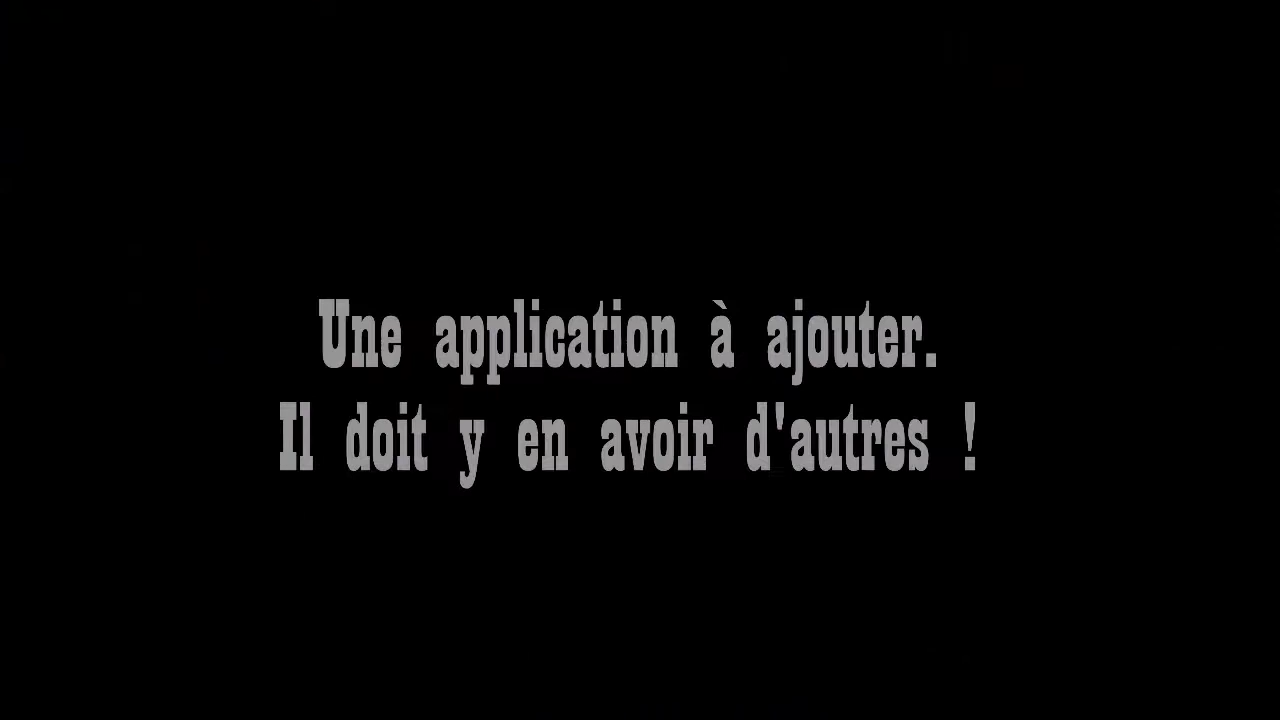 Une application à ajouter.
Il doit y en avoir d'autres !